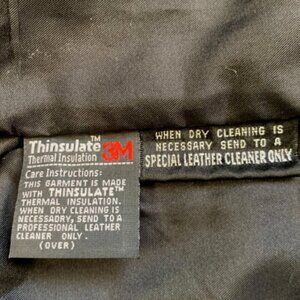 Thinsulate™ 3M
Thermal Insulation
Care Instructions:
THIS GARMENT IS MADE
WITH THINSULATE™
THERMAL INSULATION.
WHEN DRY CLEANING IS
NECESSADRY, SEND TO A
PROFESSIONAL LEATHER
CLEANER ONLY.
(OVER)
WHEN DRY CLEANING IS
NECESSARY SEND TO A
SPECIAL LEATHER CLEANER ONLY